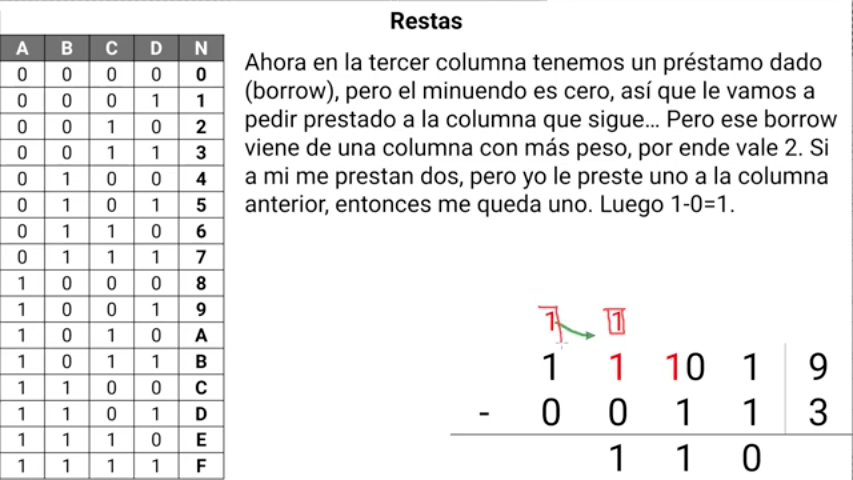 Restas
A B C D N
0 0 0 0 0
0 0 0 1 1
0 0 1 0 2
0 0 1 1 3
0 1 0 0 4
0 1 0 1 5
0 1 1 0 6
0 1 1 1 7
1 0 0 0 8
1 0 0 1 9
1 0 1 0 A
1 0 1 1 B
1 1 0 0 C
1 1 0 1 D
1 1 1 0 E
1 1 1 1 F
Ahora en la tercer columna tenemos un préstamo dado
(borrow), pero el minuendo es cero, así que le vamos a
pedir prestado a la columna que sigue... Pero ese borrow
viene de una columna con más peso, por ende vale 2. Si
a mi me prestan dos, pero yo le preste uno a la columna
anterior, entonces me queda uno. Luego 1-0=1.
1 1
1 1 10 1 9
- 0 0 1 1 3
1 1 0